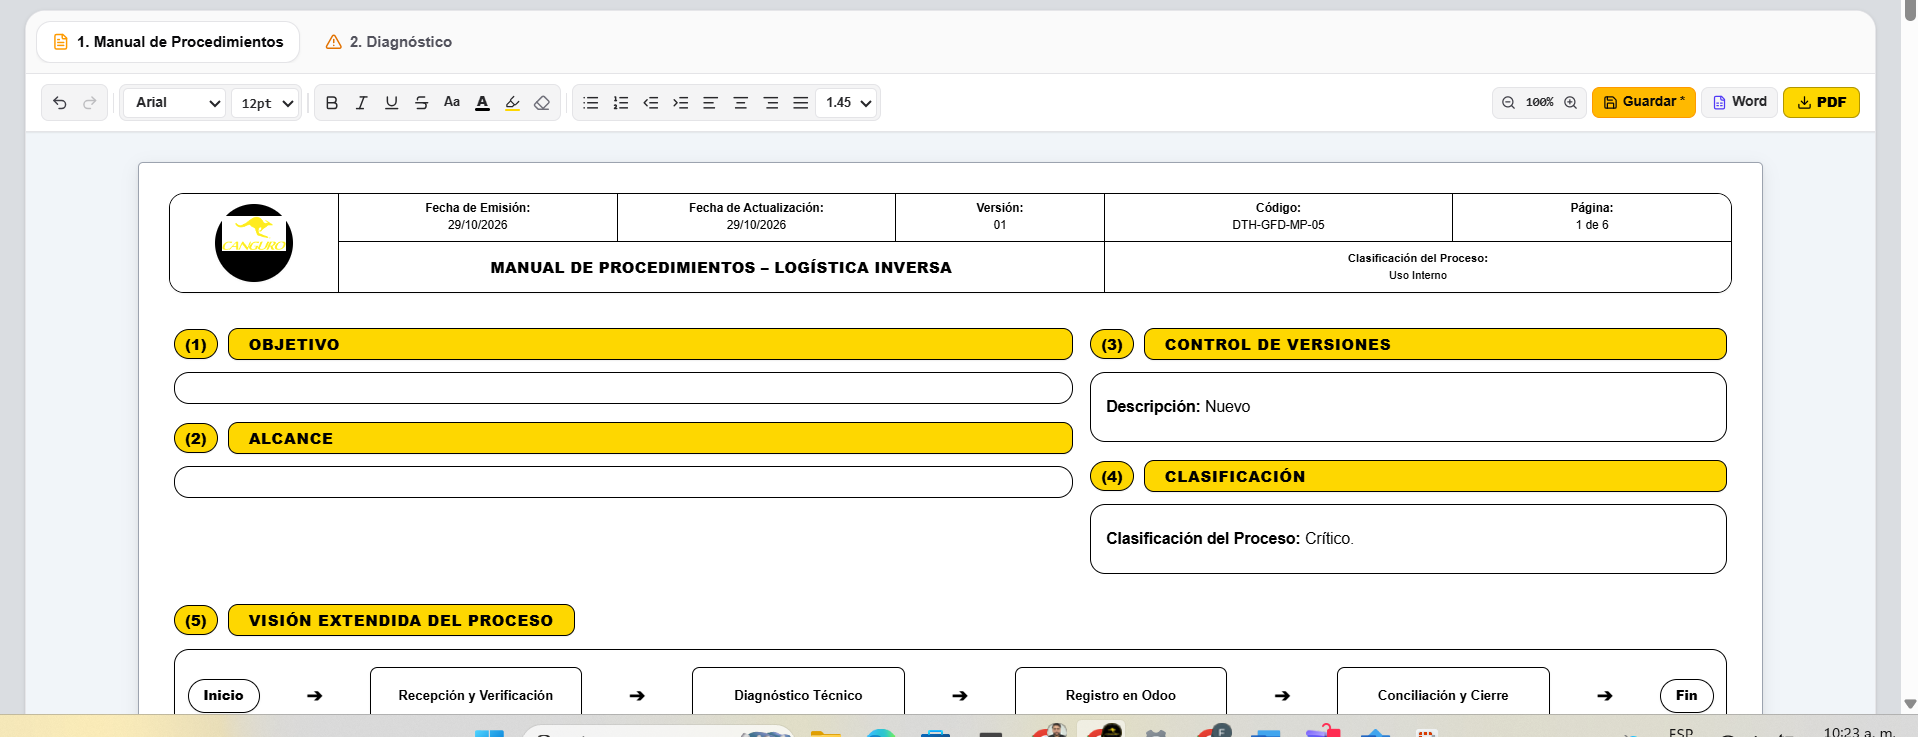 1. Manual de Procedimientos
2. Diagnóstico
Arial
12pt
B I U S Aa A
1.45
100%
Guardar *
Word
PDF
CANGURO
Fecha de Emisión:
29/10/2026
Fecha de Actualización:
29/10/2026
Versión:
01
Código:
DTH-GFD-MP-05
Página:
1 de 6
MANUAL DE PROCEDIMIENTOS – LOGÍSTICA INVERSA
Clasificación del Proceso:
Uso Interno
(1) OBJETIVO
(2) ALCANCE
(3) CONTROL DE VERSIONES
Descripción: Nuevo
(4) CLASIFICACIÓN
Clasificación del Proceso: Crítico.
(5) VISIÓN EXTENDIDA DEL PROCESO
Inicio ➔ Recepción y Verificación ➔ Diagnóstico Técnico ➔ Registro en Odoo ➔ Conciliación y Cierre ➔ Fin
ESP
10:23 a. m.